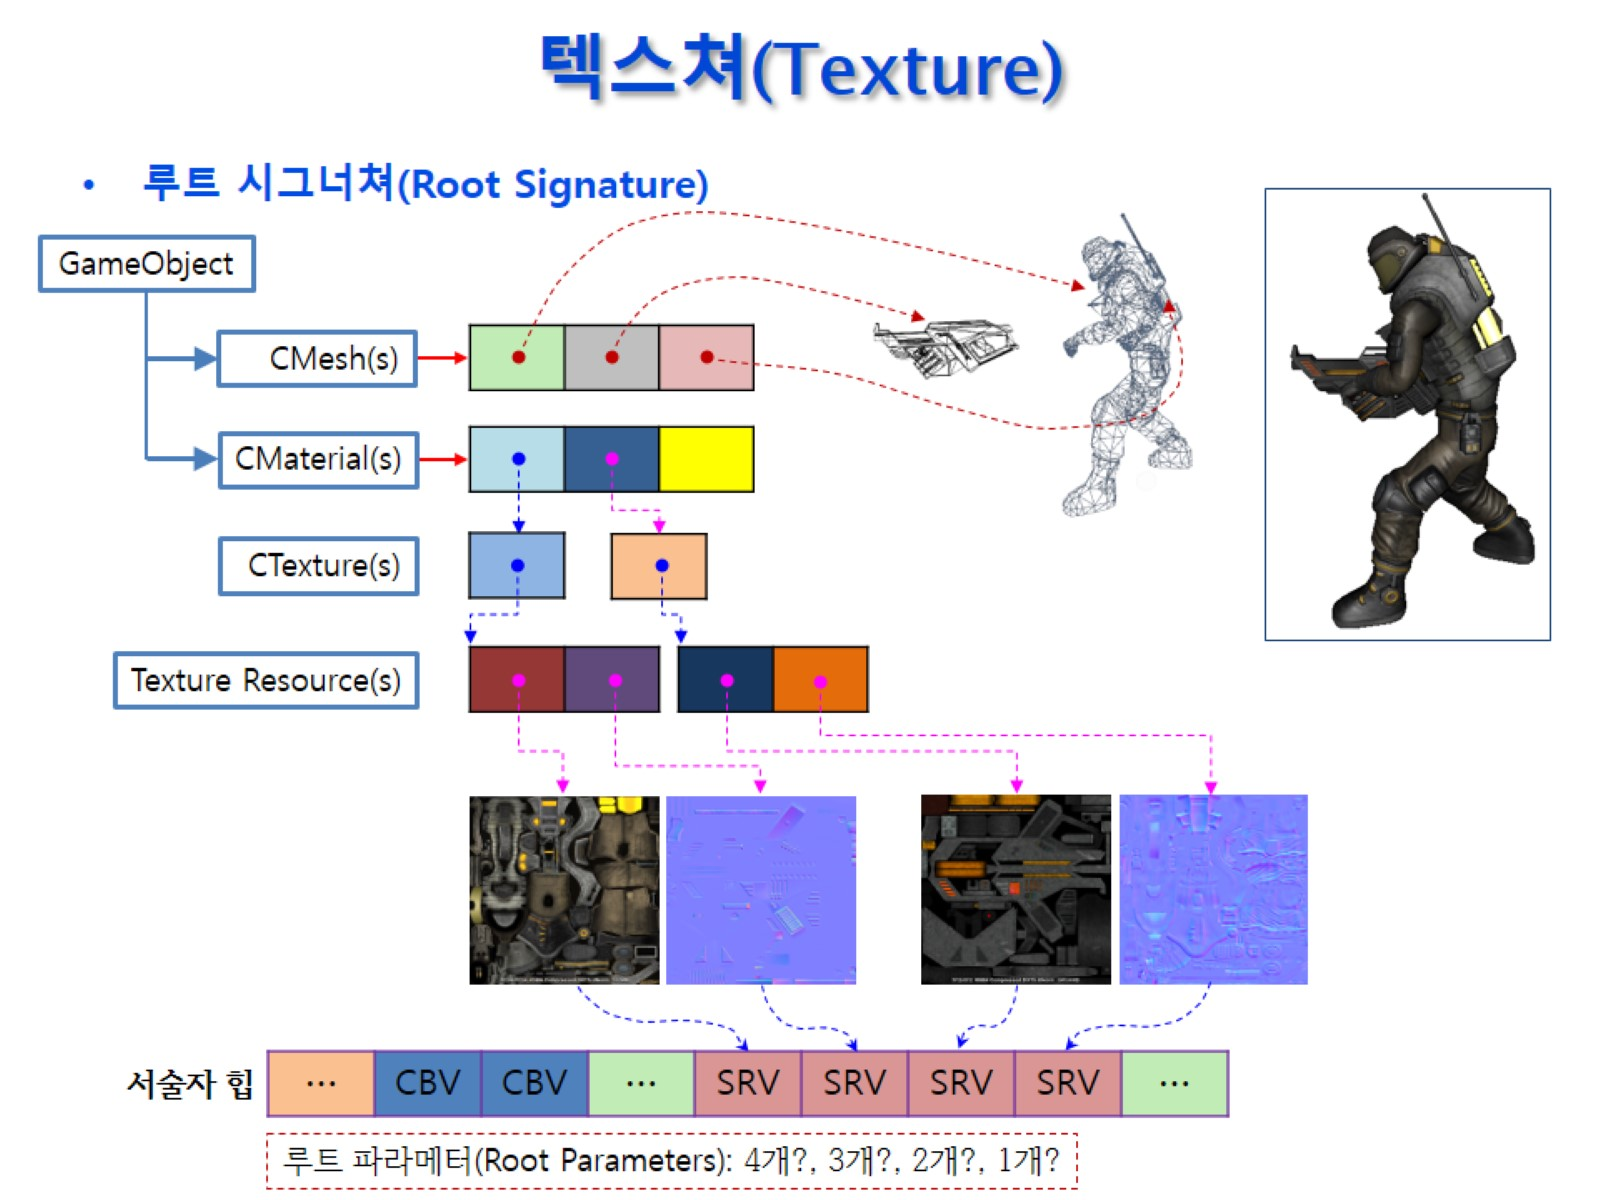 텍스쳐(Texture)
• 루트 시그너쳐(Root Signature)
GameObject
CMesh(s)
CMaterial(s)
CTexture(s)
Texture Resource(s)
서술자 힙
… CBV CBV … SRV SRV SRV SRV …
루트 파라메터(Root Parameters): 4개?, 3개?, 2개?, 1개?